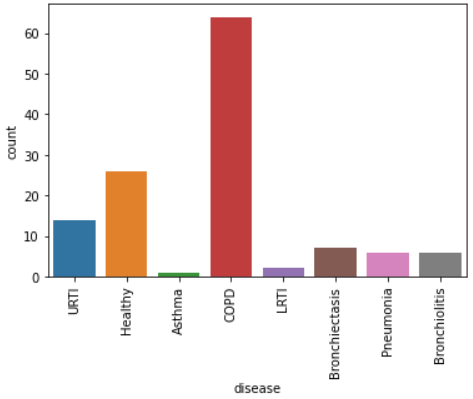 count
60
50
40
30
20
10
0
URTI
Healthy
Asthma
COPD
LRTI
Bronchiectasis
Pneumonia
Bronchiolitis
disease